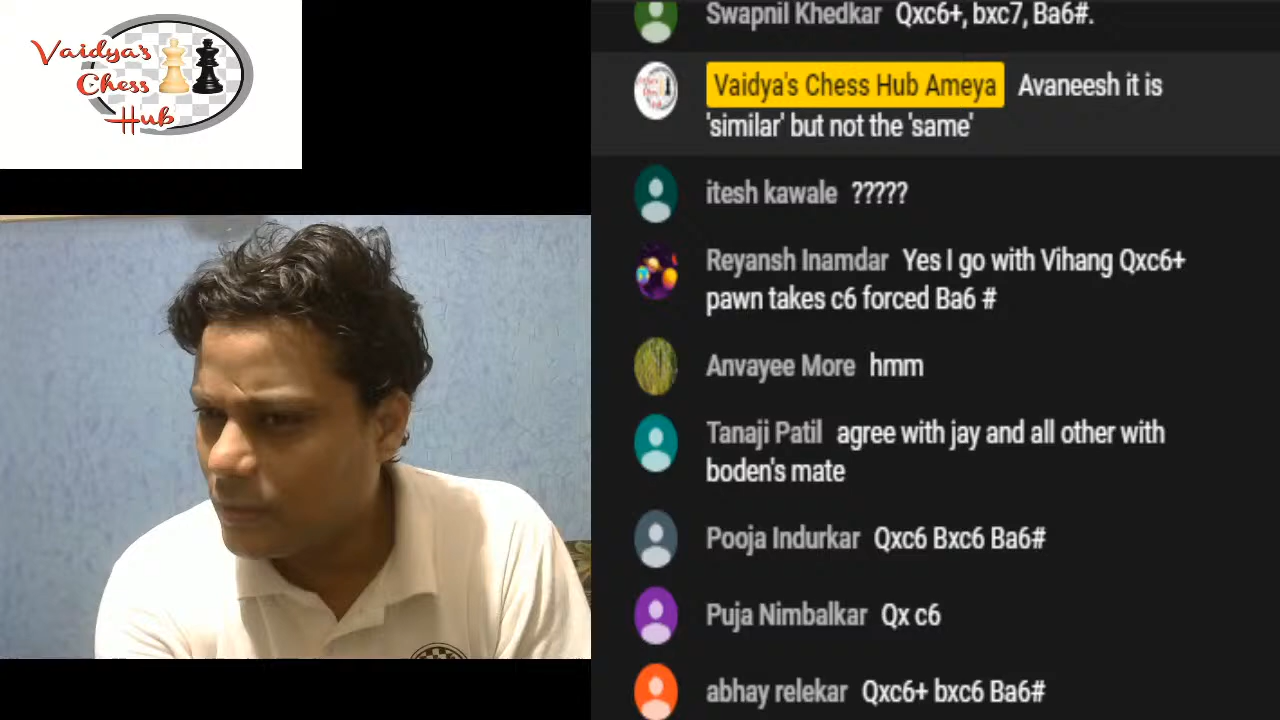 Vaidya's
Chess
Hub
Swapnil Khedkar Qxc6+, bxc7, Ba6#.
Vaidya's Chess Hub Ameya Avaneesh it is
'similar' but not the 'same'
itesh kawale ?????
Reyansh Inamdar Yes I go with Vihang Qxc6+
pawn takes c6 forced Ba6 #
Anvayee More hmm
Tanaji Patil agree with jay and all other with
boden's mate
Pooja Indurkar Qxc6 Bxc6 Ba6#
Puja Nimbalkar Qx c6
abhay relekar Qxc6+ bxc6 Ba6#